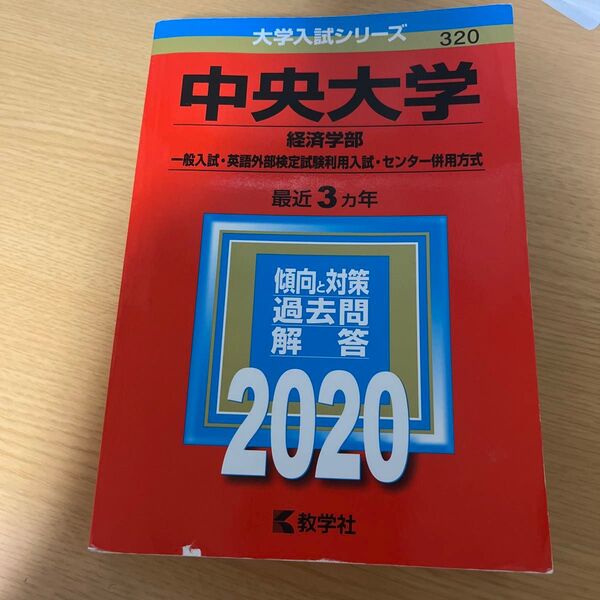 大学入試シリーズ 320
中央大学
経済学部
一般入試・英語外部検定試験利用入試・センター併用方式
最近3ヵ年
傾向と対策
過去問
解答
2020
教学社